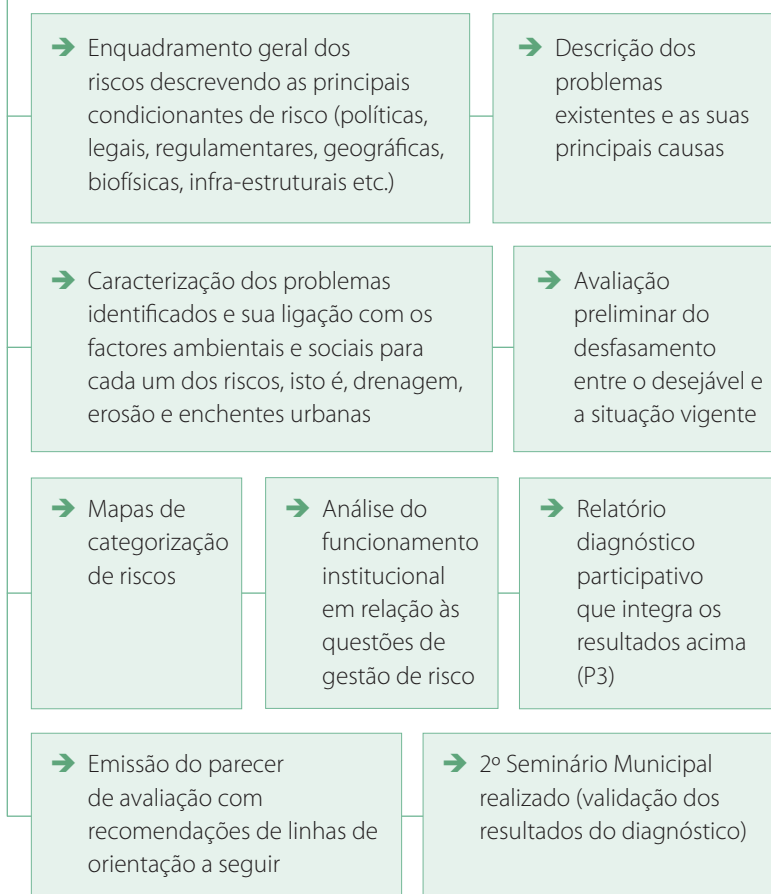 ➔ Enquadramento geral dos
riscos descrevendo as principais
condicionantes de risco (políticas,
legais, regulamentares, geográficas,
biofísicas, infra-estruturais etc.)
➔ Descrição dos
problemas
existentes e as suas
principais causas
➔ Caracterização dos problemas
identificados e sua ligação com os
factores ambientais e sociais para
cada um dos riscos, isto é, drenagem,
erosão e enchentes urbanas
➔ Avaliação
preliminar do
desfasamento
entre o desejável e
a situação vigente
➔ Mapas de
categorização
de riscos
➔ Análise do
funcionamento
institucional
em relação às
questões de
gestão de risco
➔ Relatório
diagnóstico
participativo
que integra os
resultados acima
(P3)
➔ Emissão do parecer
de avaliação com
recomendações de linhas de
orientação a seguir
➔ 2º Seminário Municipal
realizado (validação dos
resultados do diagnóstico)